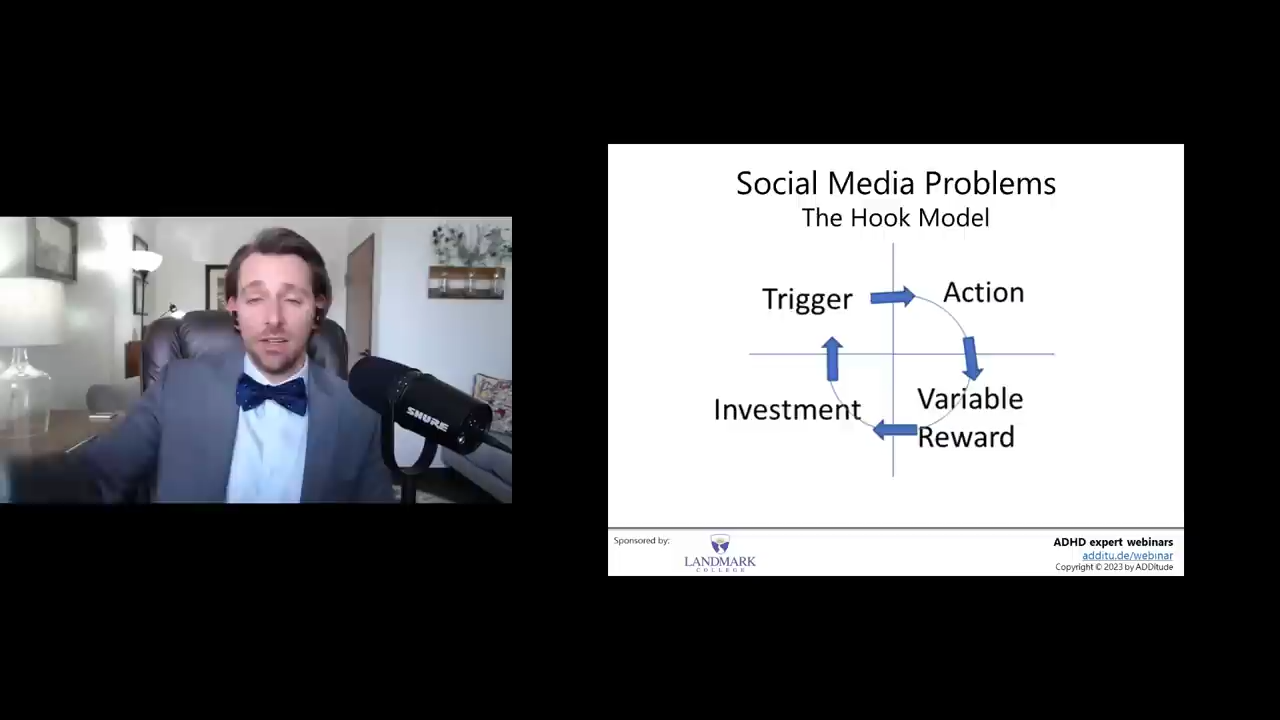 SHURE
Social Media Problems
The Hook Model
Trigger
Action
Investment
Variable
Reward
Sponsored by:
LANDMARK
COLLEGE
ADHD expert webinars
additu.de/webinar
Copyright © 2023 by ADDitude